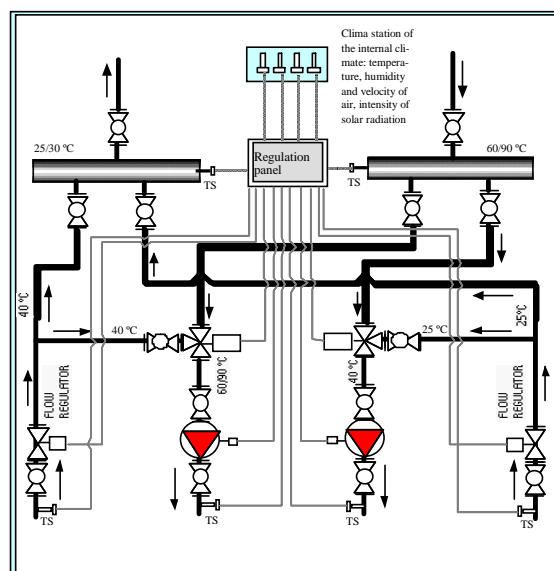 Clima station of
the internal cli-
mate: tempera-
ture, humidity
and velocity of
air, intensity of
solar radiation
25/30 ºC
60/90 ºC
Regulation
panel
TS
TS
40 ºC
25ºC
40 ºC
25 ºC
60/90 ºC
40 ºC
FLOW
REGULATOR
FLOW
REGULATOR
TS
TS
TS
TS